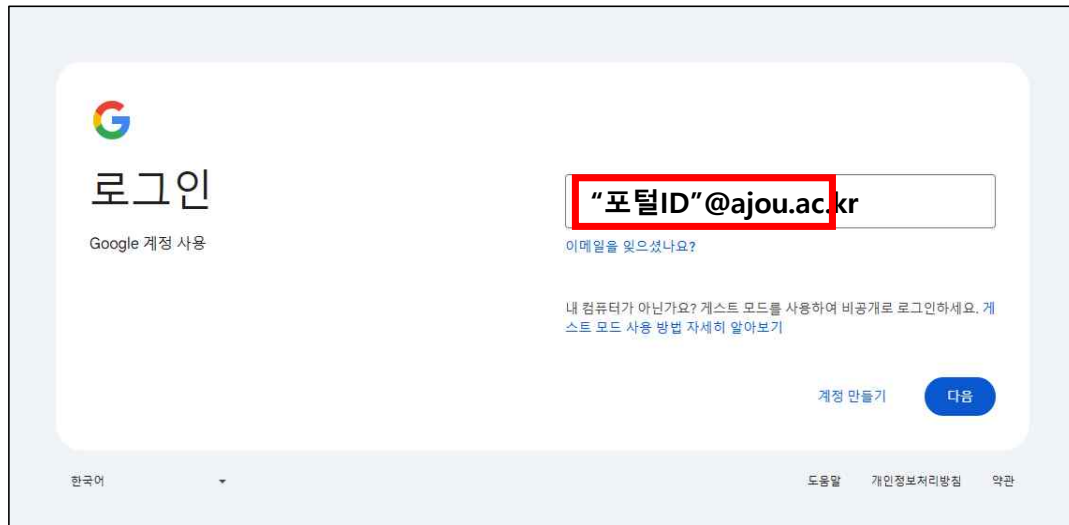 로그인
Google 계정 사용
“포털ID”@ajou.ac.kr
이메일을 잊으셨나요?
내 컴퓨터가 아닌가요? 게스트 모드를 사용하여 비공개로 로그인하세요. 게
스트 모드 사용 방법 자세히 알아보기
계정 만들기
다음
한국어
도움말
개인정보처리방침
약관